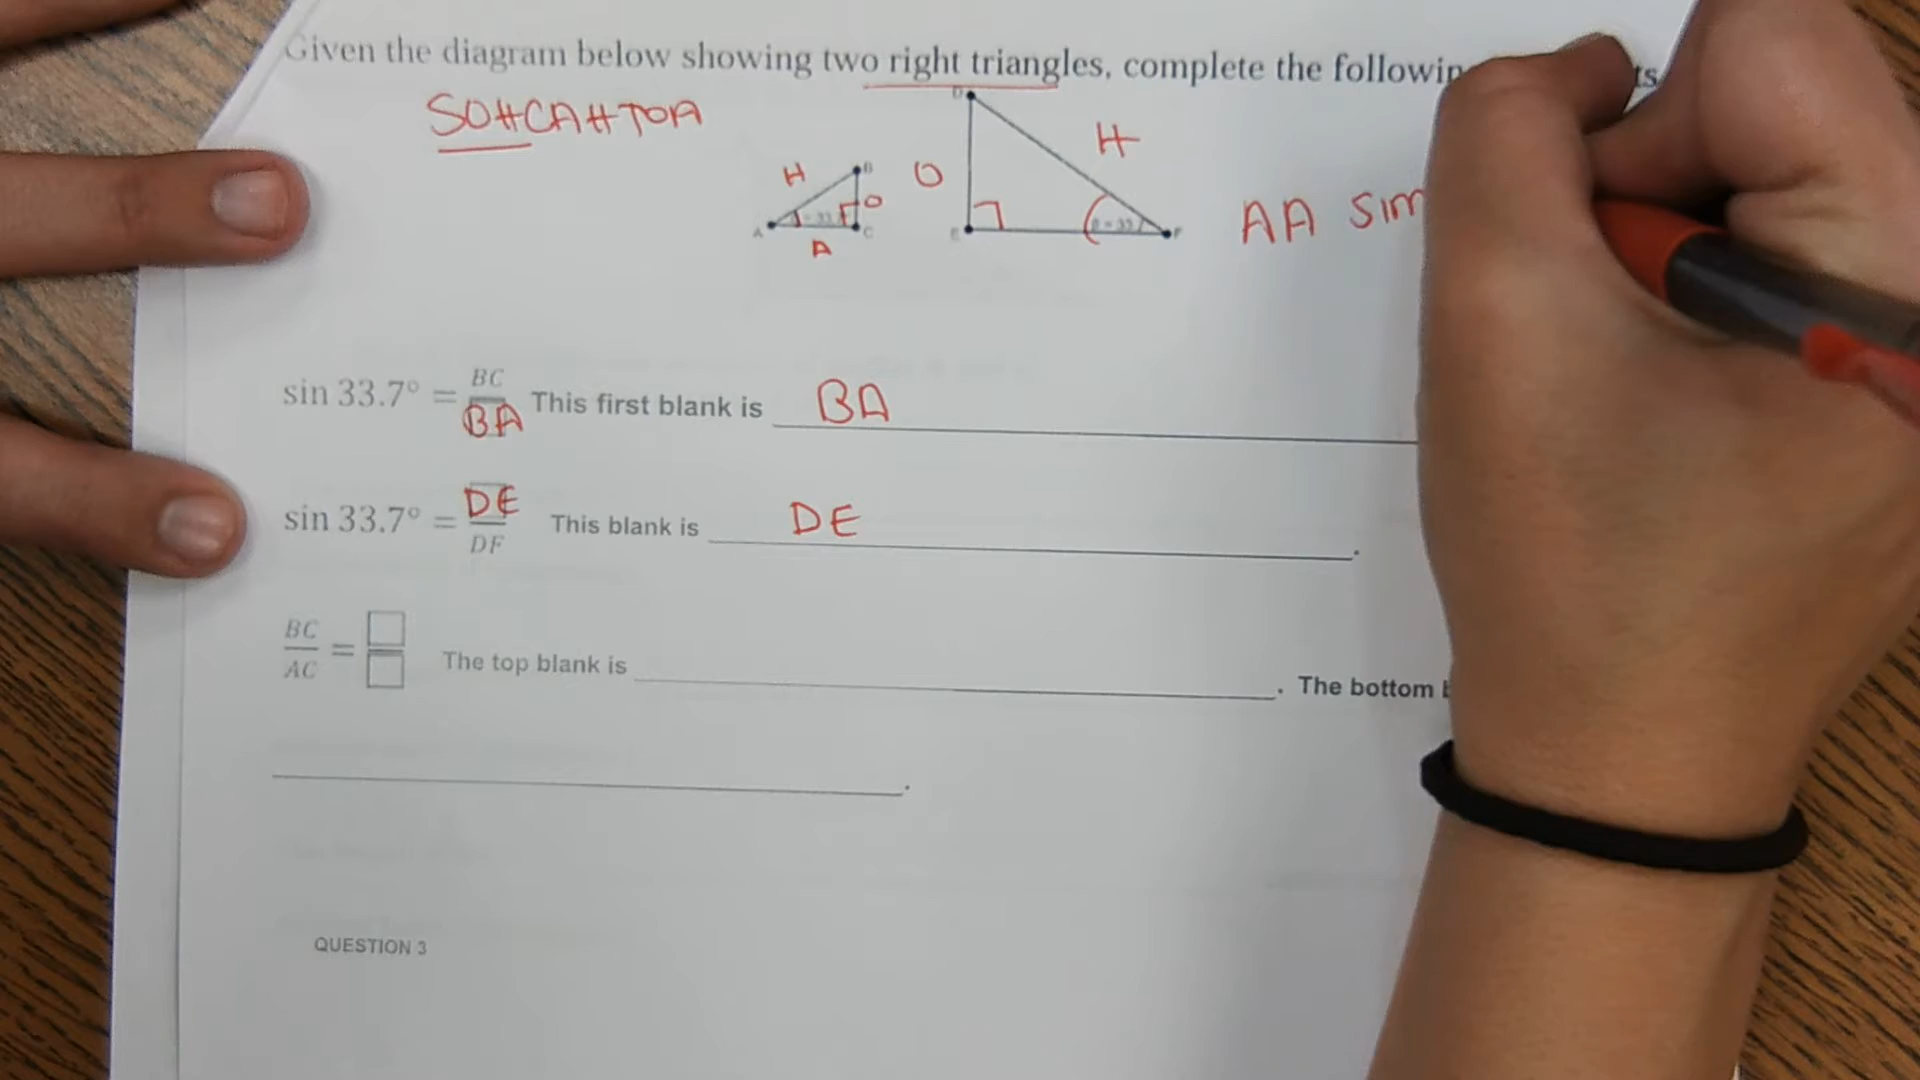 Given the diagram below showing two right triangles, complete the following
SOHCAHTOA
D
H
H
B
O
O
A
C
A
E
F
AA sim
sin 33.7° = BC/BA This first blank is BA
sin 33.7° = DE/DF This blank is DE.
BC/AC = The top blank is . The bottom
.
QUESTION 3